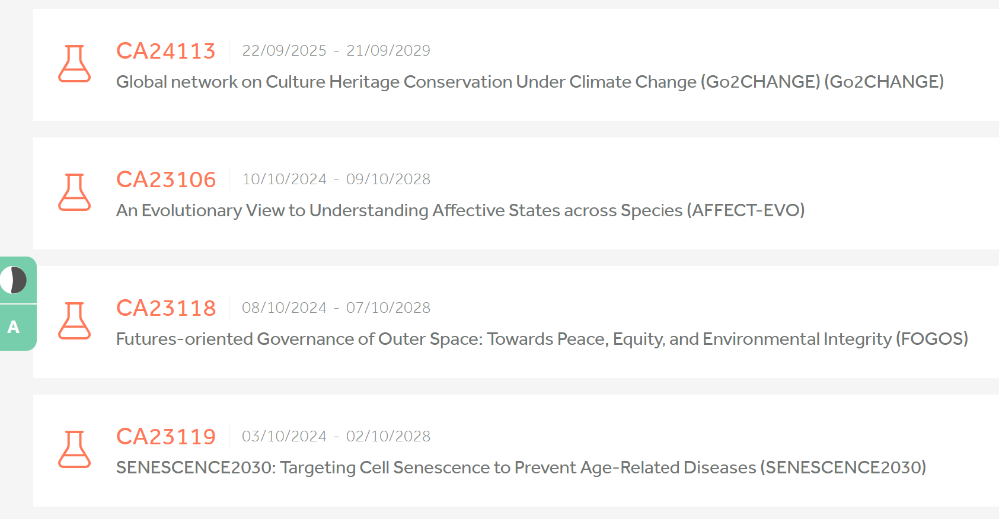 CA24113 22/09/2025 - 21/09/2029
Global network on Culture Heritage Conservation Under Climate Change (Go2CHANGE) (Go2CHANGE)
CA23106 10/10/2024 - 09/10/2028
An Evolutionary View to Understanding Affective States across Species (AFFECT-EVO)
CA23118 08/10/2024 - 07/10/2028
A
Futures-oriented Governance of Outer Space: Towards Peace, Equity, and Environmental Integrity (FOGOS)
CA23119 03/10/2024 - 02/10/2028
SENESCENCE2030: Targeting Cell Senescence to Prevent Age-Related Diseases (SENESCENCE2030)